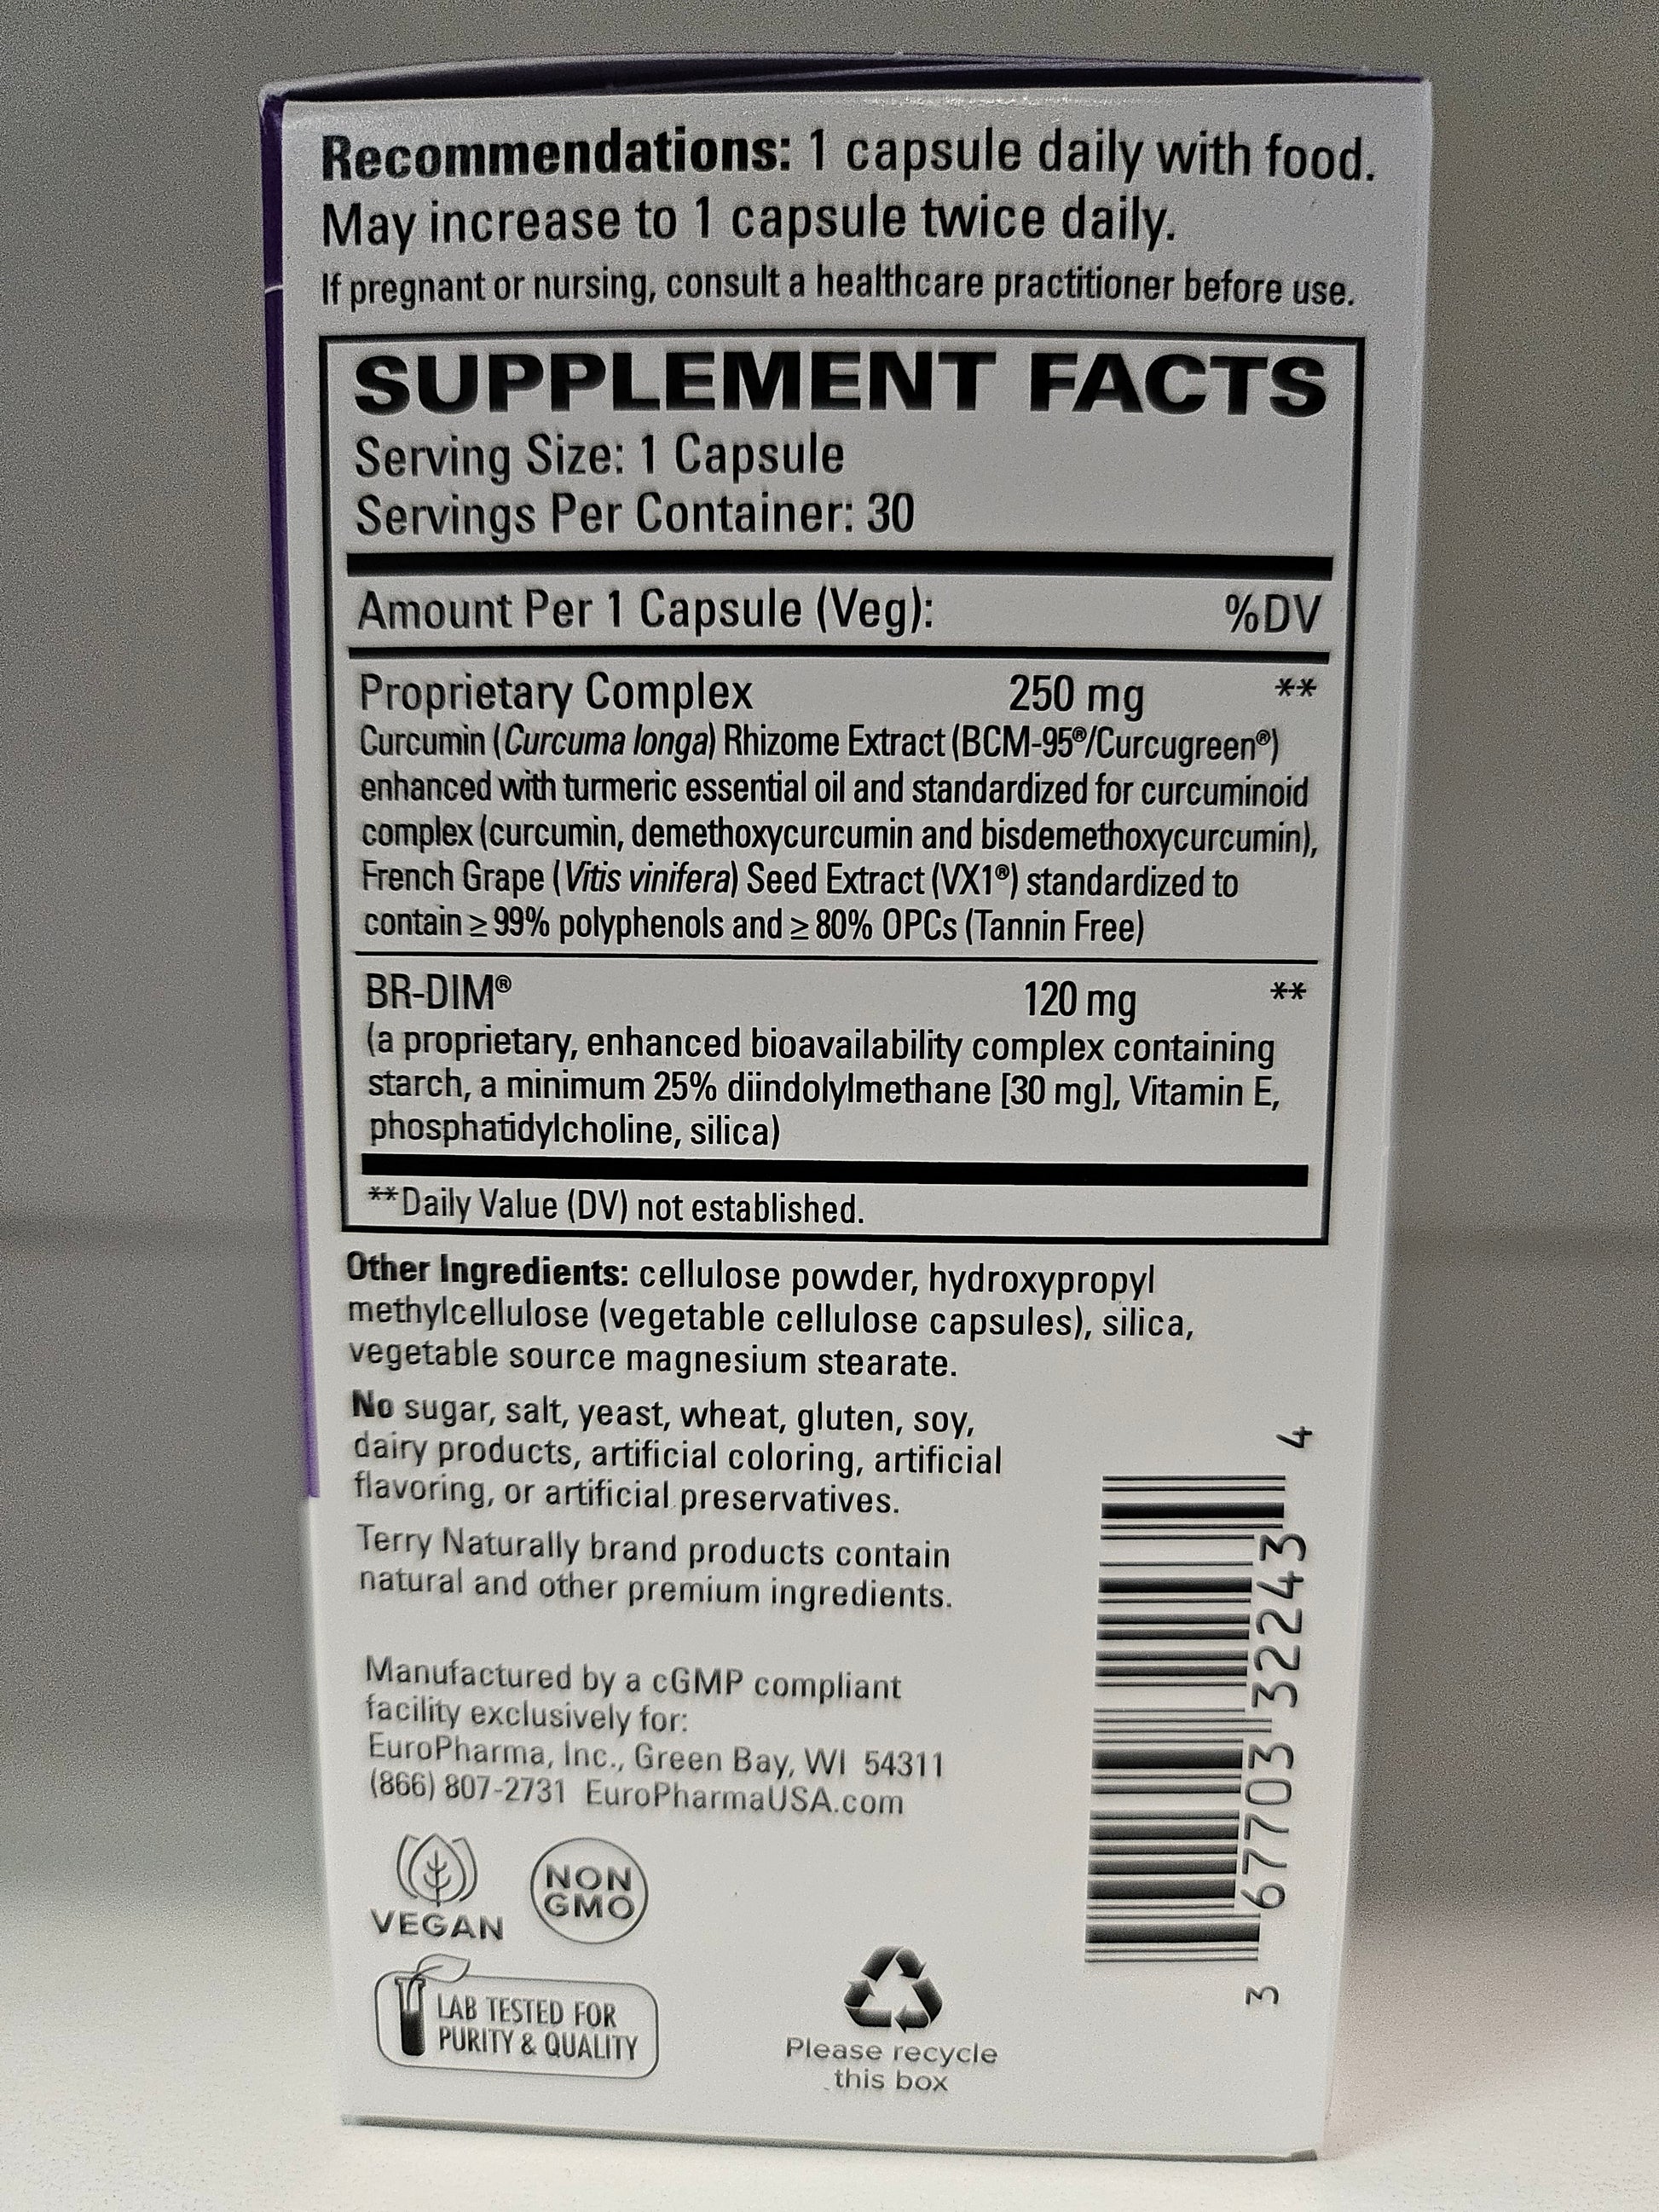 Recommendations: 1 capsule daily with food.
May increase to 1 capsule twice daily.
If pregnant or nursing, consult a healthcare practitioner before use.
SUPPLEMENT FACTS
Serving Size: 1 Capsule
Servings Per Container: 30
Amount Per 1 Capsule (Veg): %DV
Proprietary Complex 250 mg **
Curcumin (Curcuma longa) Rhizome Extract (BCM-95®/Curcugreen®)
enhanced with turmeric essential oil and standardized for curcuminoid
complex (curcumin, demethoxycurcumin and bisdemethoxycurcumin),
French Grape (Vitis vinifera) Seed Extract (VX1®) standardized to
contain ≥ 99% polyphenols and ≥ 80% OPCs (Tannin Free)
BR-DIM® 120 mg **
(a proprietary, enhanced bioavailability complex containing
starch, a minimum 25% diindolylmethane [30 mg], Vitamin E,
phosphatidylcholine, silica)
**Daily Value (DV) not established.
Other Ingredients: cellulose powder, hydroxypropyl
methylcellulose (vegetable cellulose capsules), silica,
vegetable source magnesium stearate.
No sugar, salt, yeast, wheat, gluten, soy,
dairy products, artificial coloring, artificial
flavoring, or artificial preservatives.
Terry Naturally brand products contain
natural and other premium ingredients.
Manufactured by a cGMP compliant
facility exclusively for:
EuroPharma, Inc., Green Bay, WI 54311
(866) 807-2731 EuroPharmaUSA.com
VEGAN
NON
GMO
LAB TESTED FOR
PURITY & QUALITY
Please recycle
this box
3 67703 32243 4